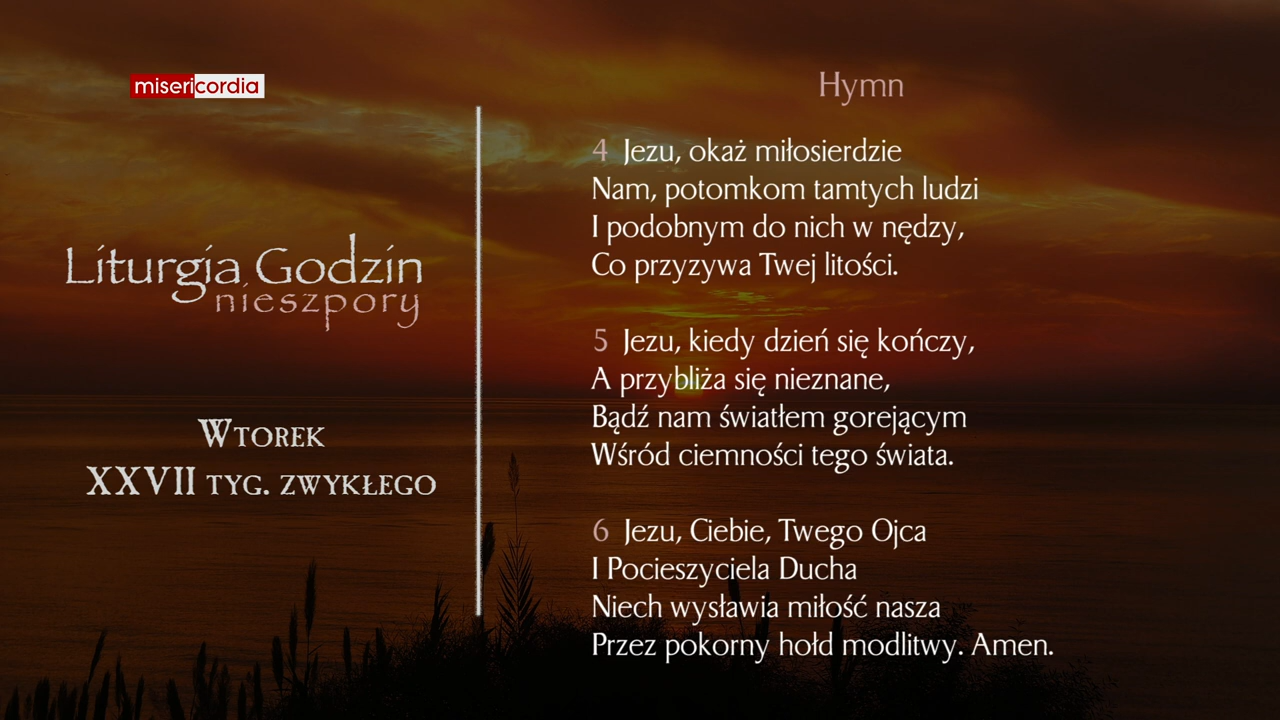 misericordia
Liturgia Godzin
nieszpory
Wtorek
XXVII tyg. zwykłego
Hymn
4 Jezu, okaż miłosierdzie
Nam, potomkom tamtych ludzi
I podobnym do nich w nędzy,
Co przyzywa Twej litości.
5 Jezu, kiedy dzień się kończy,
A przybliża się nieznane,
Bądź nam światłem gorejącym
Wśród ciemności tego świata.
6 Jezu, Ciebie, Twego Ojca
I Pocieszyciela Ducha
Niech wysławia miłość nasza
Przez pokorny hołd modlitwy. Amen.